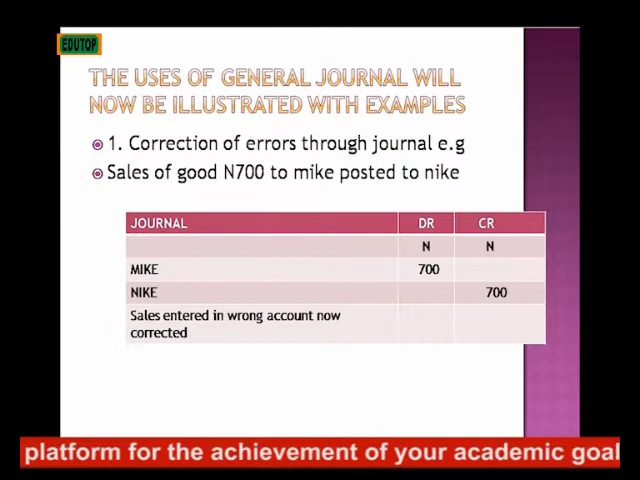 EDUTOP
THE USES OF GENERAL JOURNAL WILL
NOW BE ILLUSTRATED WITH EXAMPLES
1. Correction of errors through journal e.g
Sales of good N700 to mike posted to nike
JOURNAL DR CR
N N
MIKE 700
NIKE 700
Sales entered in wrong account now
corrected
platform for the achievement of your academic goal